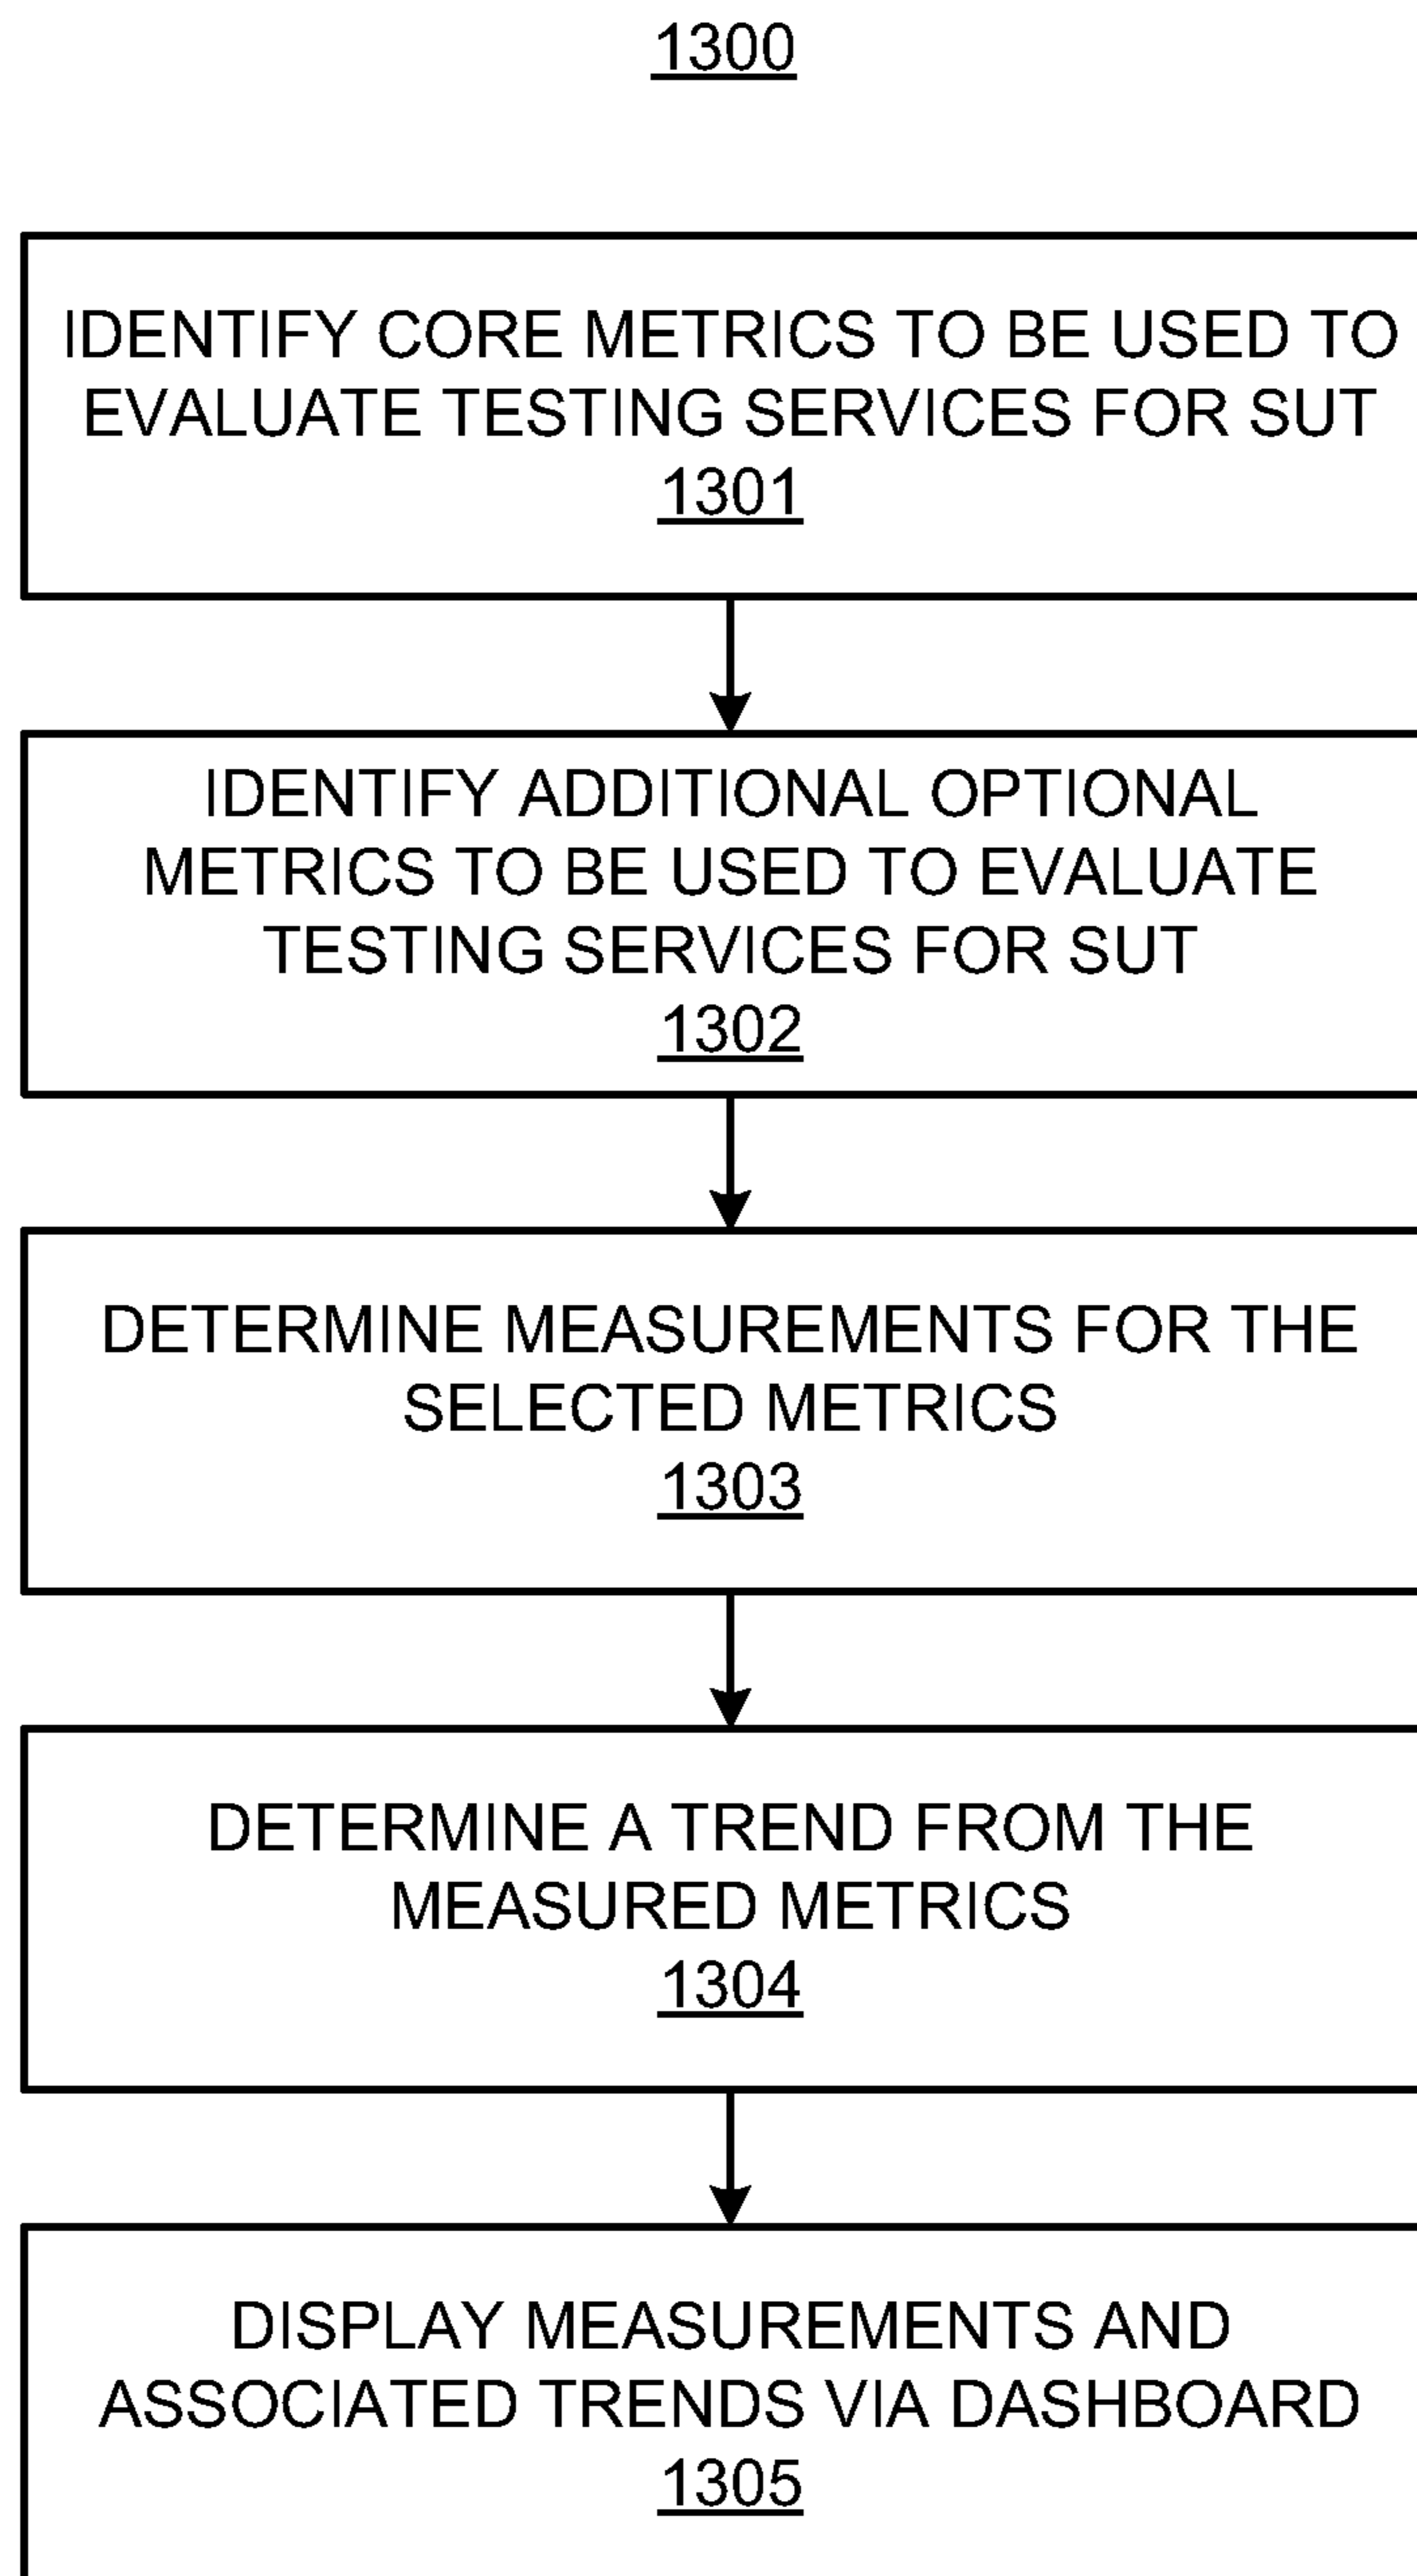 1300
IDENTIFY CORE METRICS TO BE USED TO
EVALUATE TESTING SERVICES FOR SUT
1301
IDENTIFY ADDITIONAL OPTIONAL
METRICS TO BE USED TO EVALUATE
TESTING SERVICES FOR SUT
1302
DETERMINE MEASUREMENTS FOR THE
SELECTED METRICS
1303
DETERMINE A TREND FROM THE
MEASURED METRICS
1304
DISPLAY MEASUREMENTS AND
ASSOCIATED TRENDS VIA DASHBOARD
1305